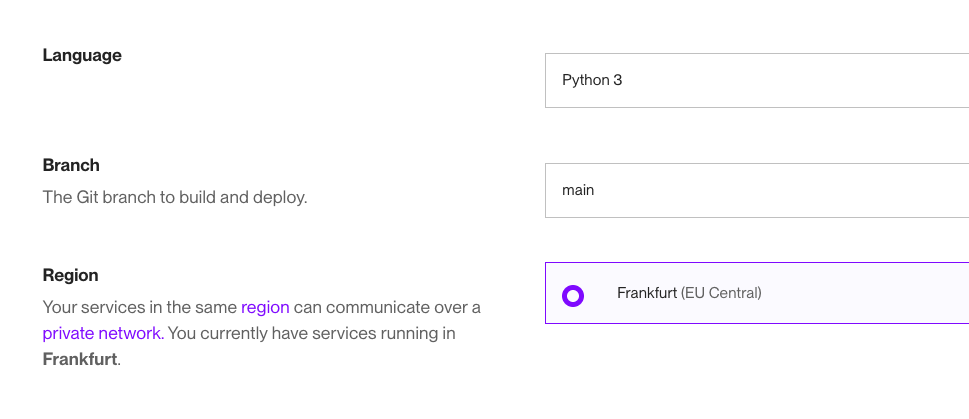 Language
Python 3
Branch
The Git branch to build and deploy.
main
Region
Your services in the same region can communicate over a
private network. You currently have services running in
Frankfurt.
Frankfurt (EU Central)